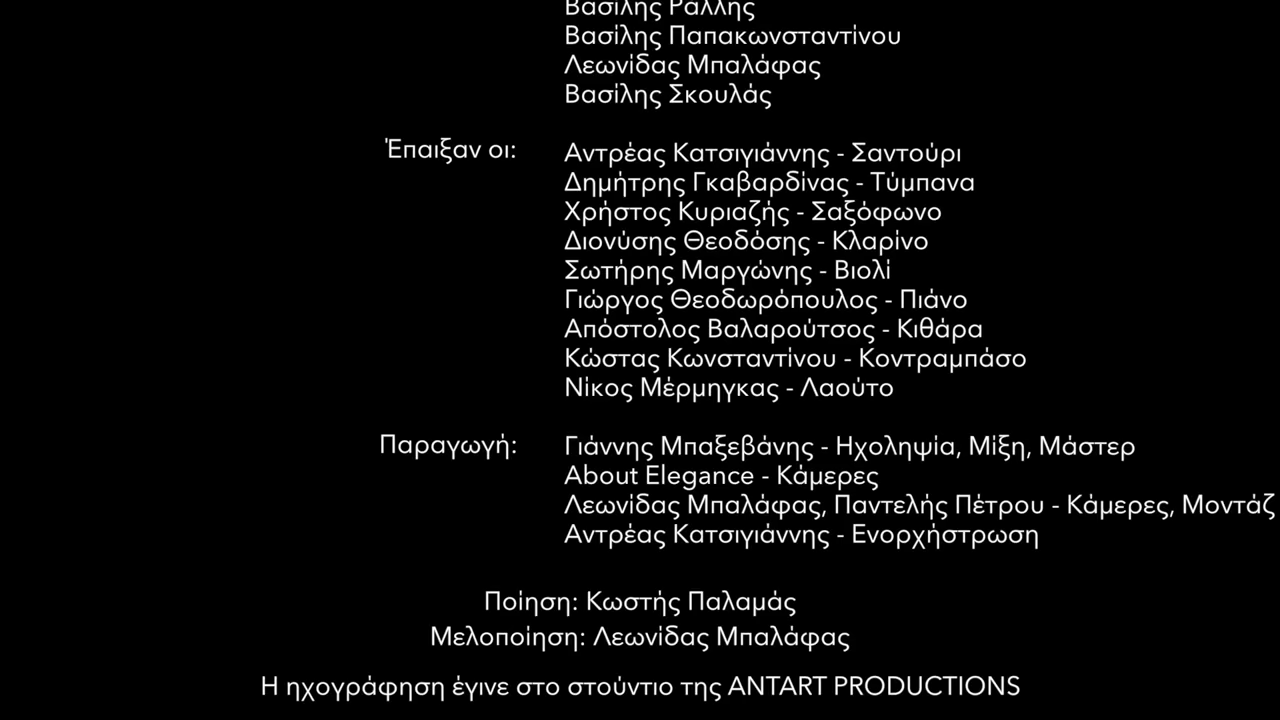 Βασίλης Ράλλης
Βασίλης Παπακωνσταντίνου
Λεωνίδας Μπαλάφας
Βασίλης Σκουλάς
Έπαιξαν οι: Αντρέας Κατσιγιάννης - Σαντούρι
Δημήτρης Γκαβαρδίνας - Τύμπανα
Χρήστος Κυριαζής - Σαξόφωνο
Διονύσης Θεοδόσης - Κλαρίνο
Σωτήρης Μαργώνης - Βιολί
Γιώργος Θεοδωρόπουλος - Πιάνο
Απόστολος Βαλαρούτσος - Κιθάρα
Κώστας Κωνσταντίνου - Κοντραμπάσο
Νίκος Μέρμηγκας - Λαούτο
Παραγωγή: Γιάννης Μπαξεβάνης - Ηχοληψία, Μίξη, Μάστερ
About Elegance - Κάμερες
Λεωνίδας Μπαλάφας, Παντελής Πέτρου - Κάμερες, Μοντάζ
Αντρέας Κατσιγιάννης - Ενορχήστρωση
Ποίηση: Κωστής Παλαμάς
Μελοποίηση: Λεωνίδας Μπαλάφας
Η ηχογράφηση έγινε στο στούντιο της ANTART PRODUCTIONS